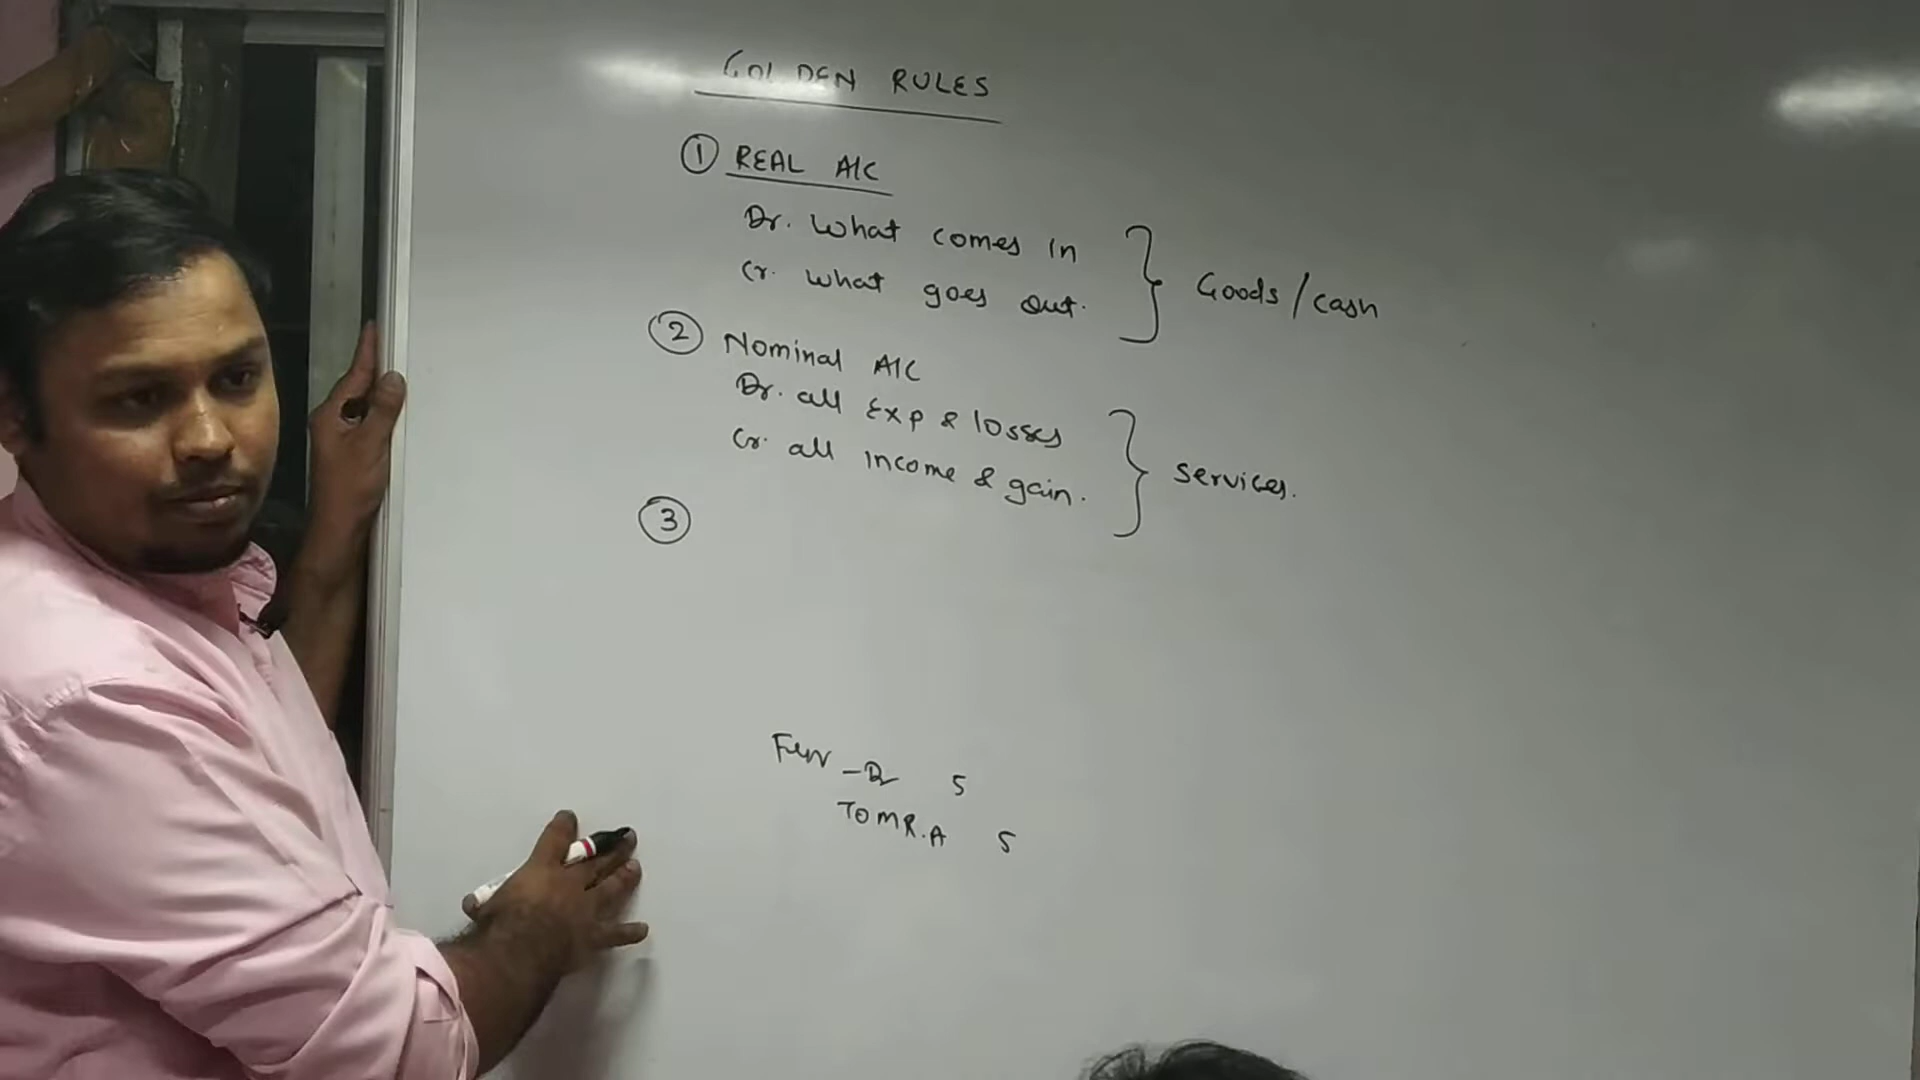 GOLDEN RULES
① REAL A/C
Dr. What comes in
Cr. what goes out.
Goods/cash
② Nominal A/C
Dr. all Exp & losses
Cr. all income & gain.
Services.
③
Furr - Dr 5
TO MR. A 5